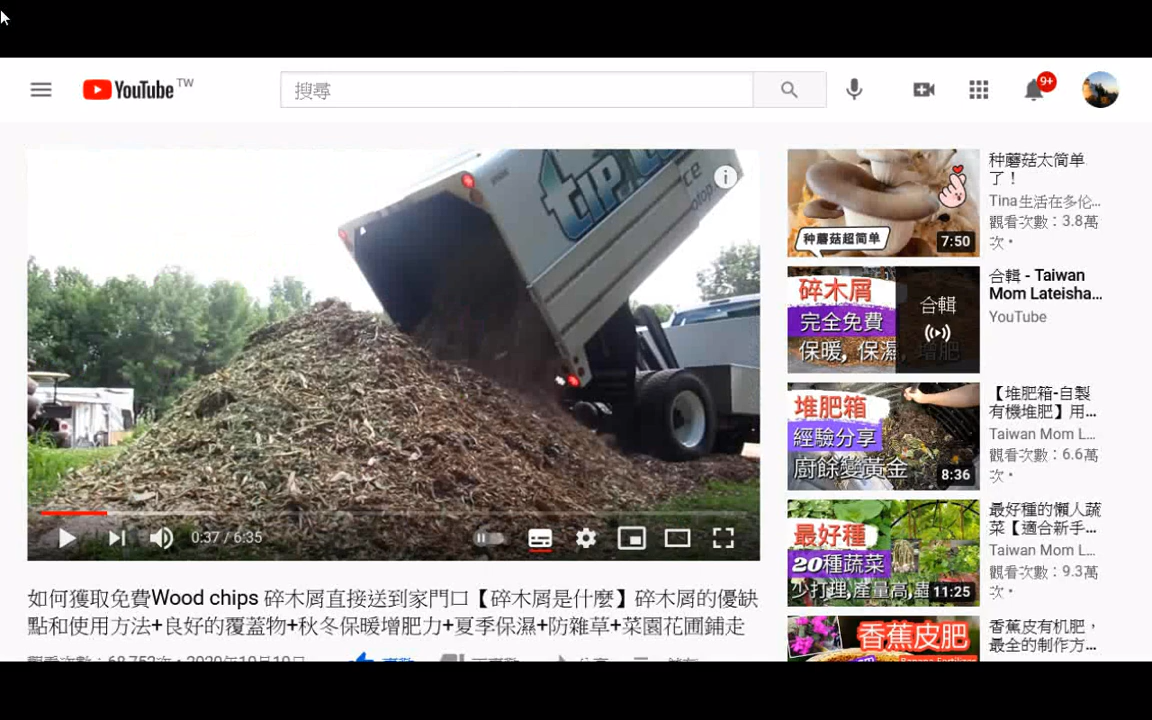 YouTube TW
搜尋
9+
tip
ce
otop
i
种蘑菇超简单
7:50
种蘑菇太简单
了！
Tina生活在多伦...
觀看次數：3.8萬
次・
碎木屑
完全免費
保暖, 保濕, 增肥
合輯
合輯 - Taiwan
Mom Lateisha...
YouTube
堆肥箱
經驗分享
廚餘變黃金
8:36
【堆肥箱-自製
有機堆肥】用...
Taiwan Mom L...
觀看次數：6.6萬
次・
最好種
20種蔬菜
少打理,產量高,蟲
11:25
最好種的懶人蔬
菜【適合新手...
Taiwan Mom L...
觀看次數：9.3萬
次・
香蕉皮肥
香蕉皮有机肥，
最全的制作方...
0:37 / 6:35
如何獲取免費Wood chips 碎木屑直接送到家門口【碎木屑是什麼】碎木屑的優缺
點和使用方法+良好的覆蓋物+秋冬保暖增肥力+夏季保濕+防雜草+菜園花圃鋪走